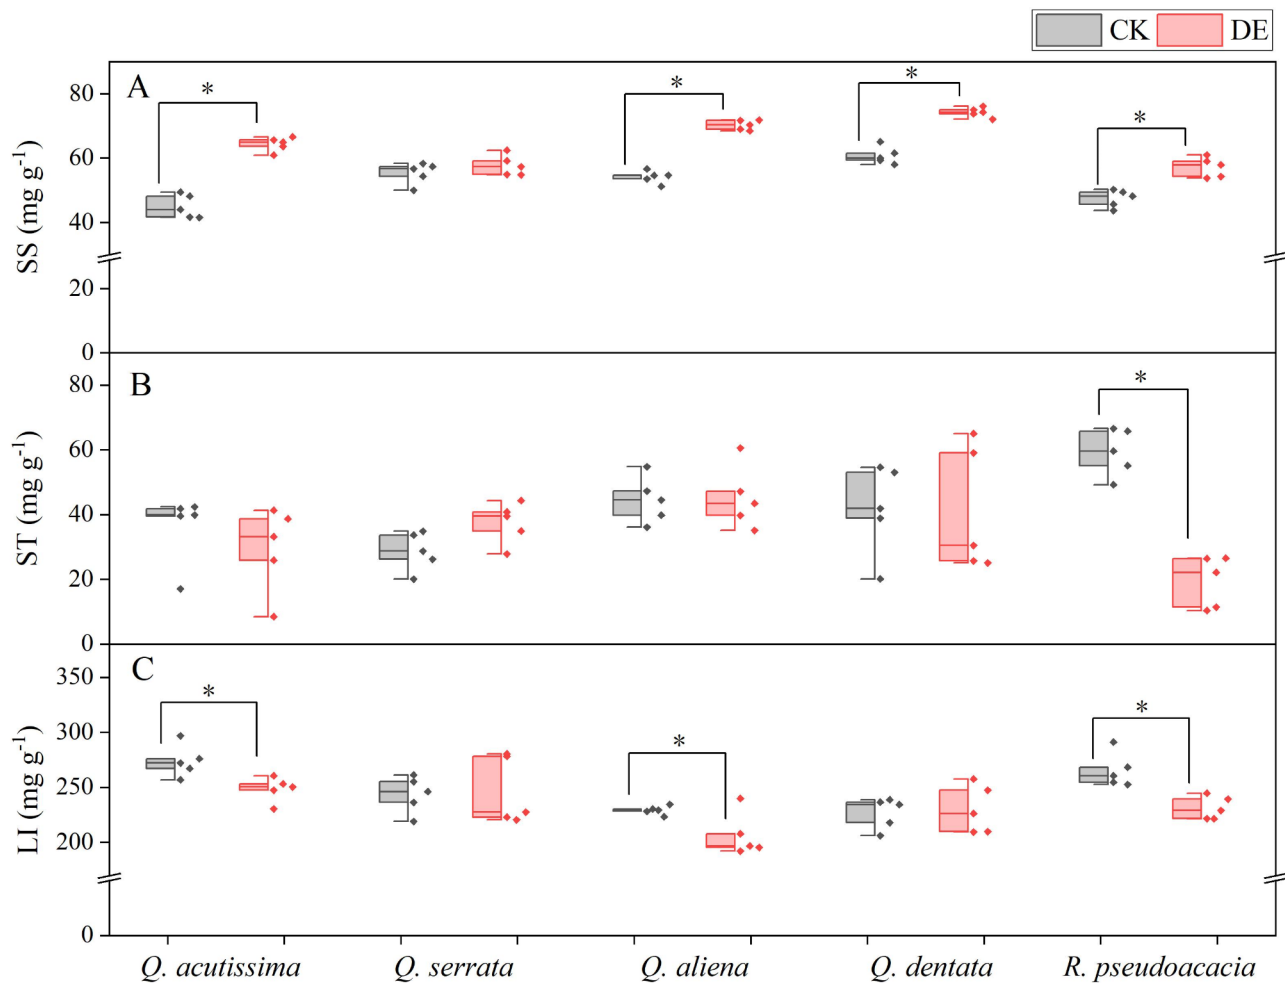 CK DE
A
* * * *
80
60
40
20
0
SS (mg g-1)
B
*
80
60
40
20
0
ST (mg g-1)
C
* * *
350
300
250
200
0
LI (mg g-1)
Q. acutissima Q. serrata Q. aliena Q. dentata R. pseudoacacia